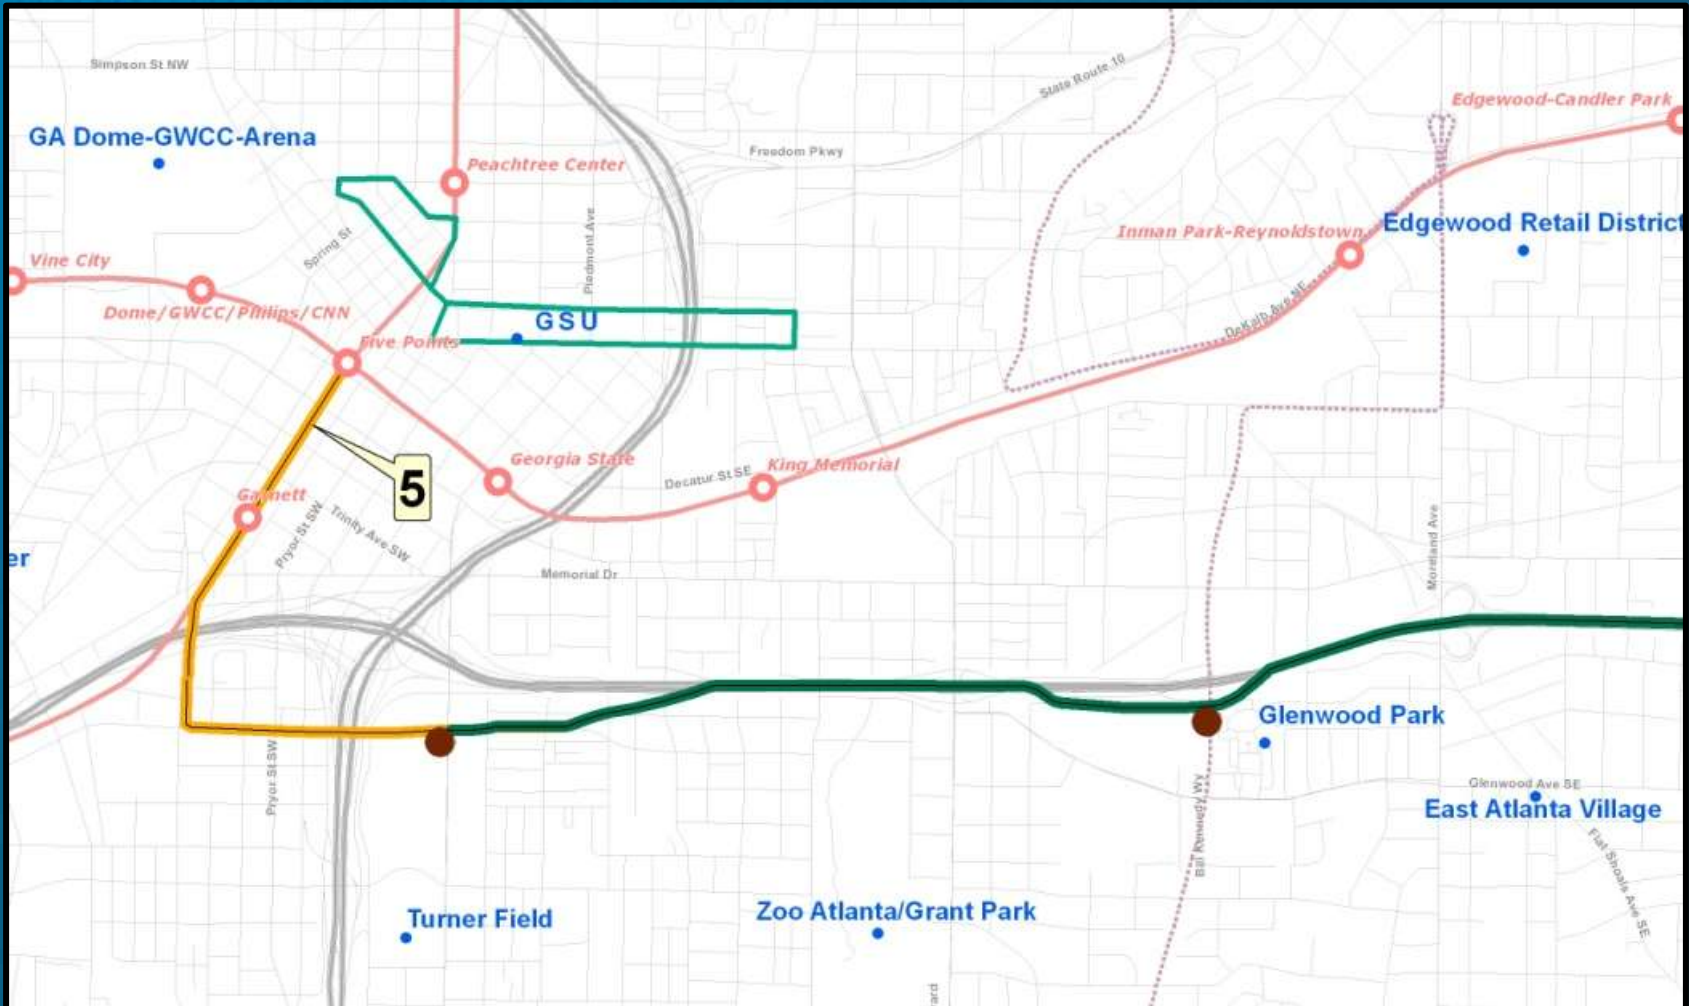 Simpson St NW
State Route 10
Edgewood-Candler Park
GA Dome-GWCC-Arena
Freedom Pkwy
Peachtree Center
Piedmont Ave
Inman Park-Reynoldstown
Edgewood Retail District
Spring St
Vine City
Dome/GWCC/Philips/CNN
GSU
DeKalb Ave NE
Five Points
Georgia State
King Memorial
Decatur St SE
5
Garnett
Pryor St SW
Trinity Ave SW
Moreland Ave
er
Memorial Dr
Glenwood Park
Pryor St SW
Glenwood Ave SE
East Atlanta Village
Bill Kennedy Wy
Flat Shoals Ave SE
Turner Field
Zoo Atlanta/Grant Park
ard